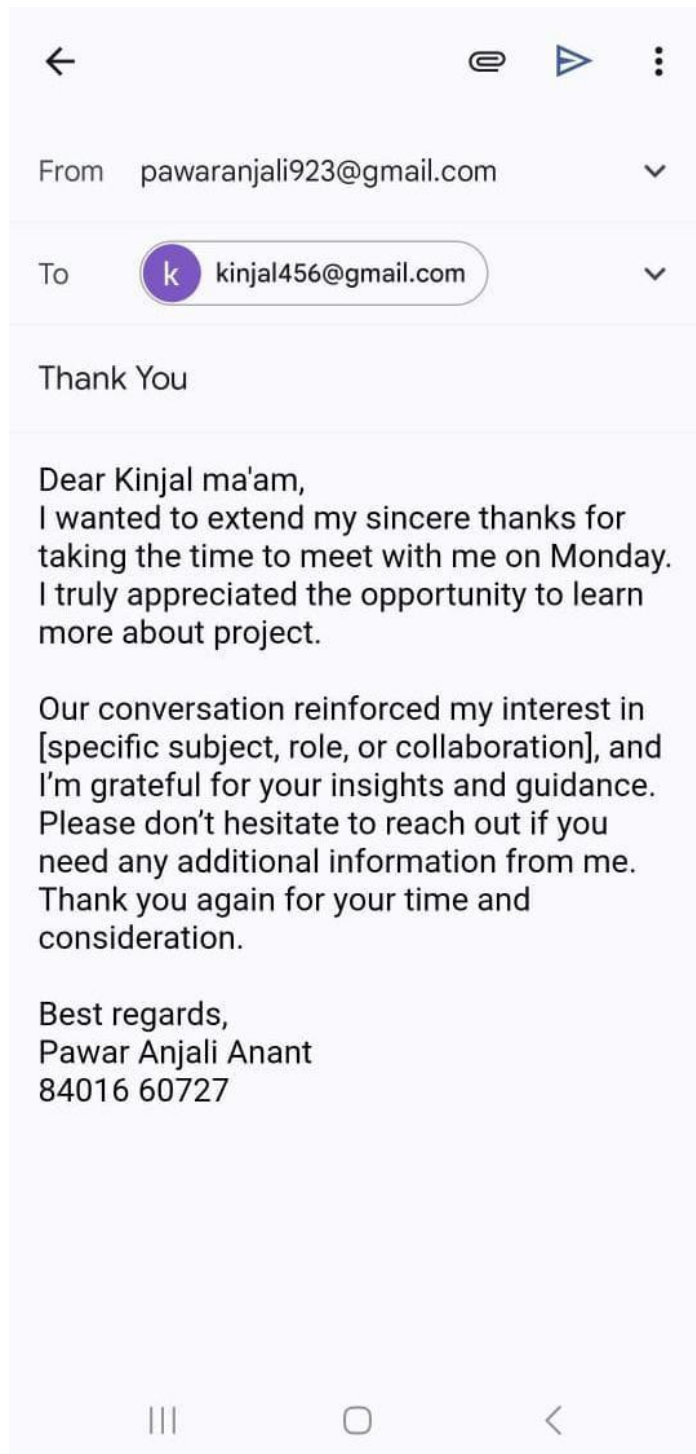 From pawaranjali923@gmail.com
To k kinjal456@gmail.com
Thank You
Dear Kinjal ma'am,
I wanted to extend my sincere thanks for
taking the time to meet with me on Monday.
I truly appreciated the opportunity to learn
more about project.
Our conversation reinforced my interest in
[specific subject, role, or collaboration], and
I’m grateful for your insights and guidance.
Please don’t hesitate to reach out if you
need any additional information from me.
Thank you again for your time and
consideration.
Best regards,
Pawar Anjali Anant
84016 60727